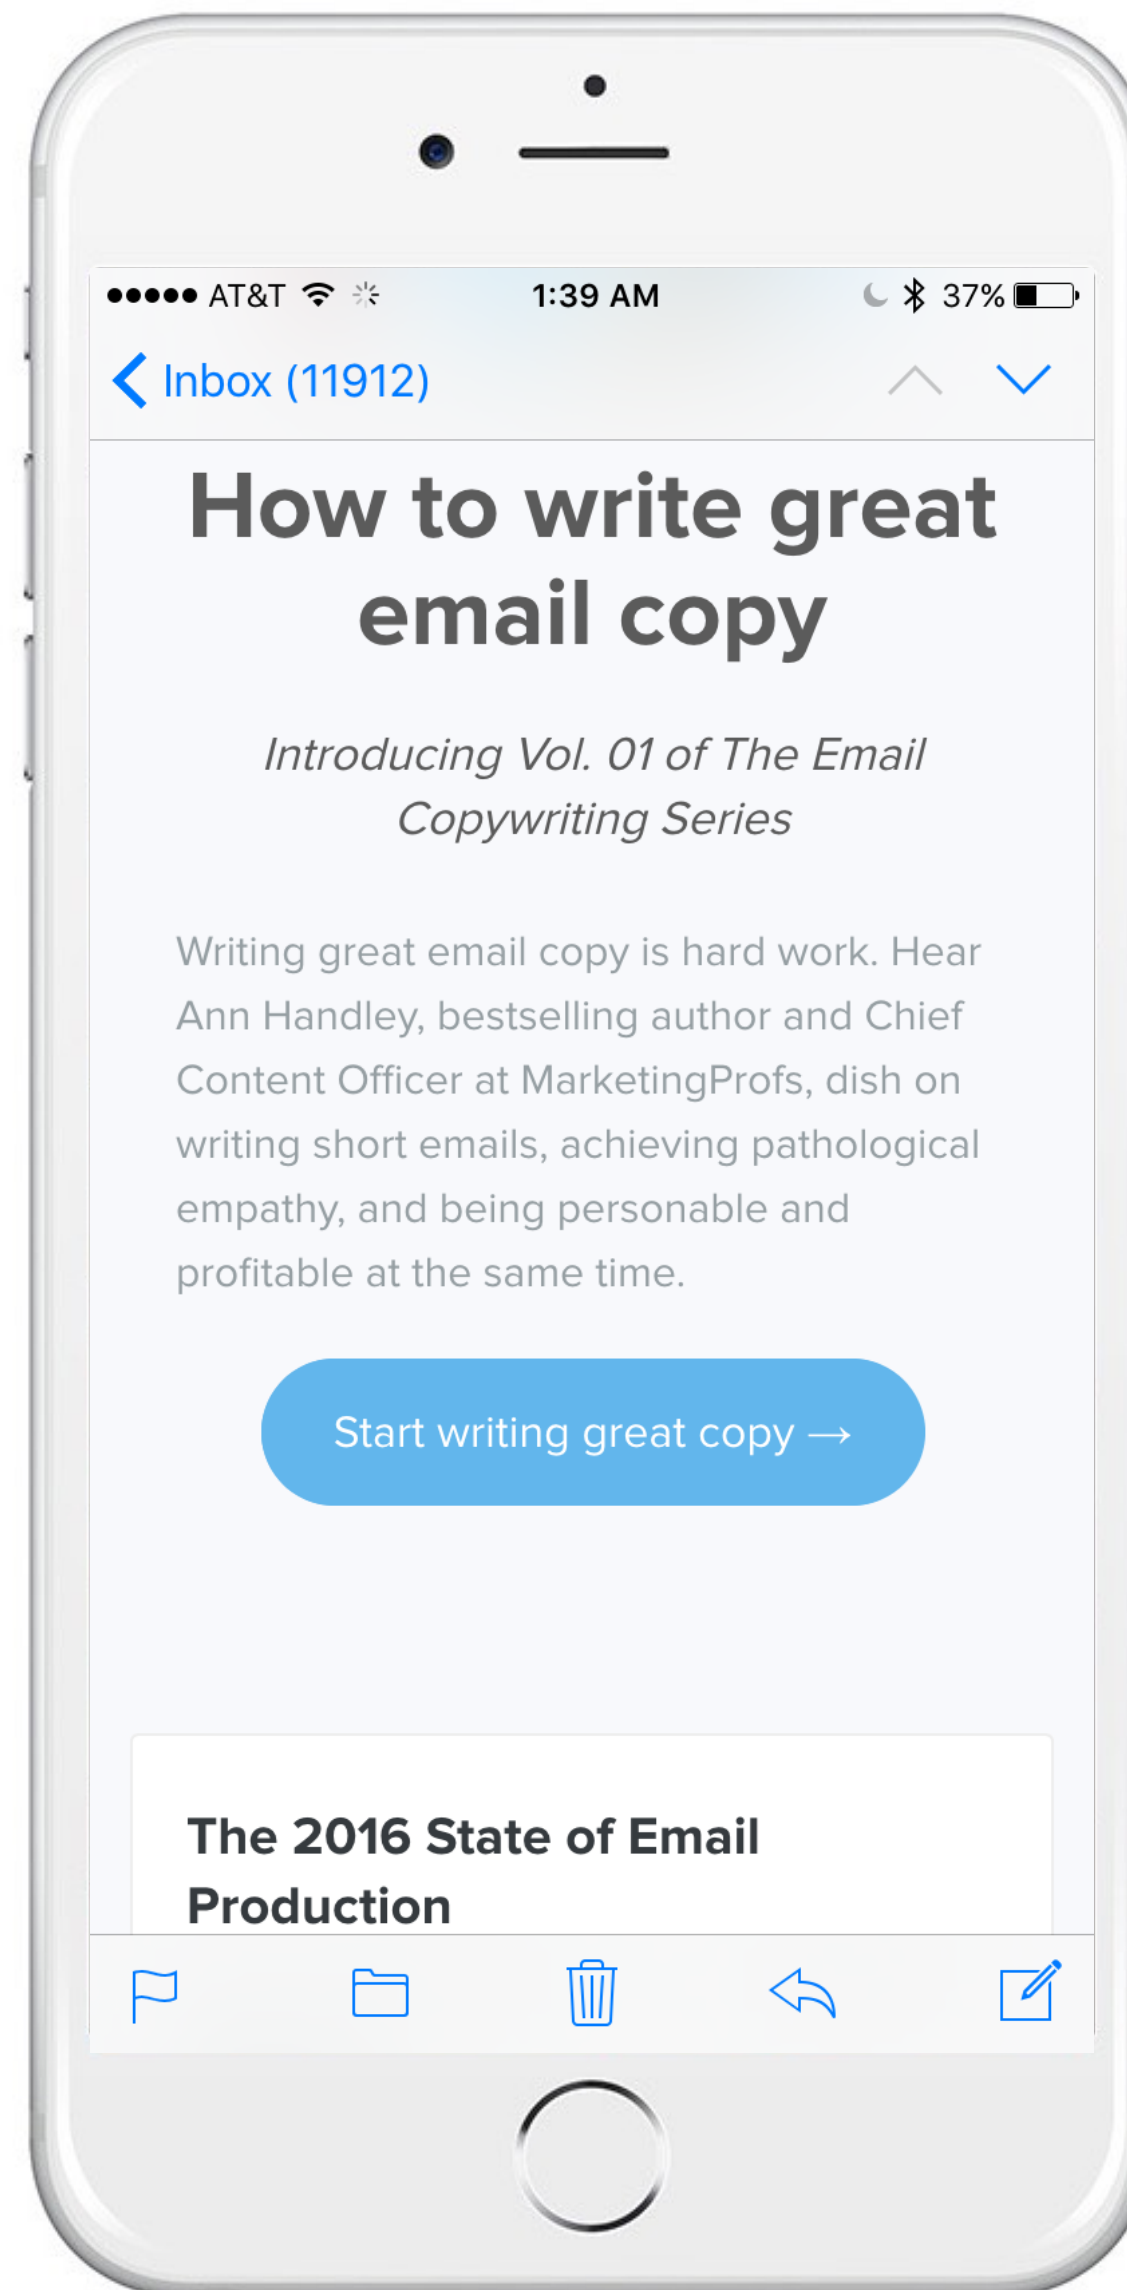 AT&T 1:39 AM 37%
Inbox (11912)
How to write great
email copy
Introducing Vol. 01 of The Email
Copywriting Series
Writing great email copy is hard work. Hear
Ann Handley, bestselling author and Chief
Content Officer at MarketingProfs, dish on
writing short emails, achieving pathological
empathy, and being personable and
profitable at the same time.
Start writing great copy →
The 2016 State of Email
Production